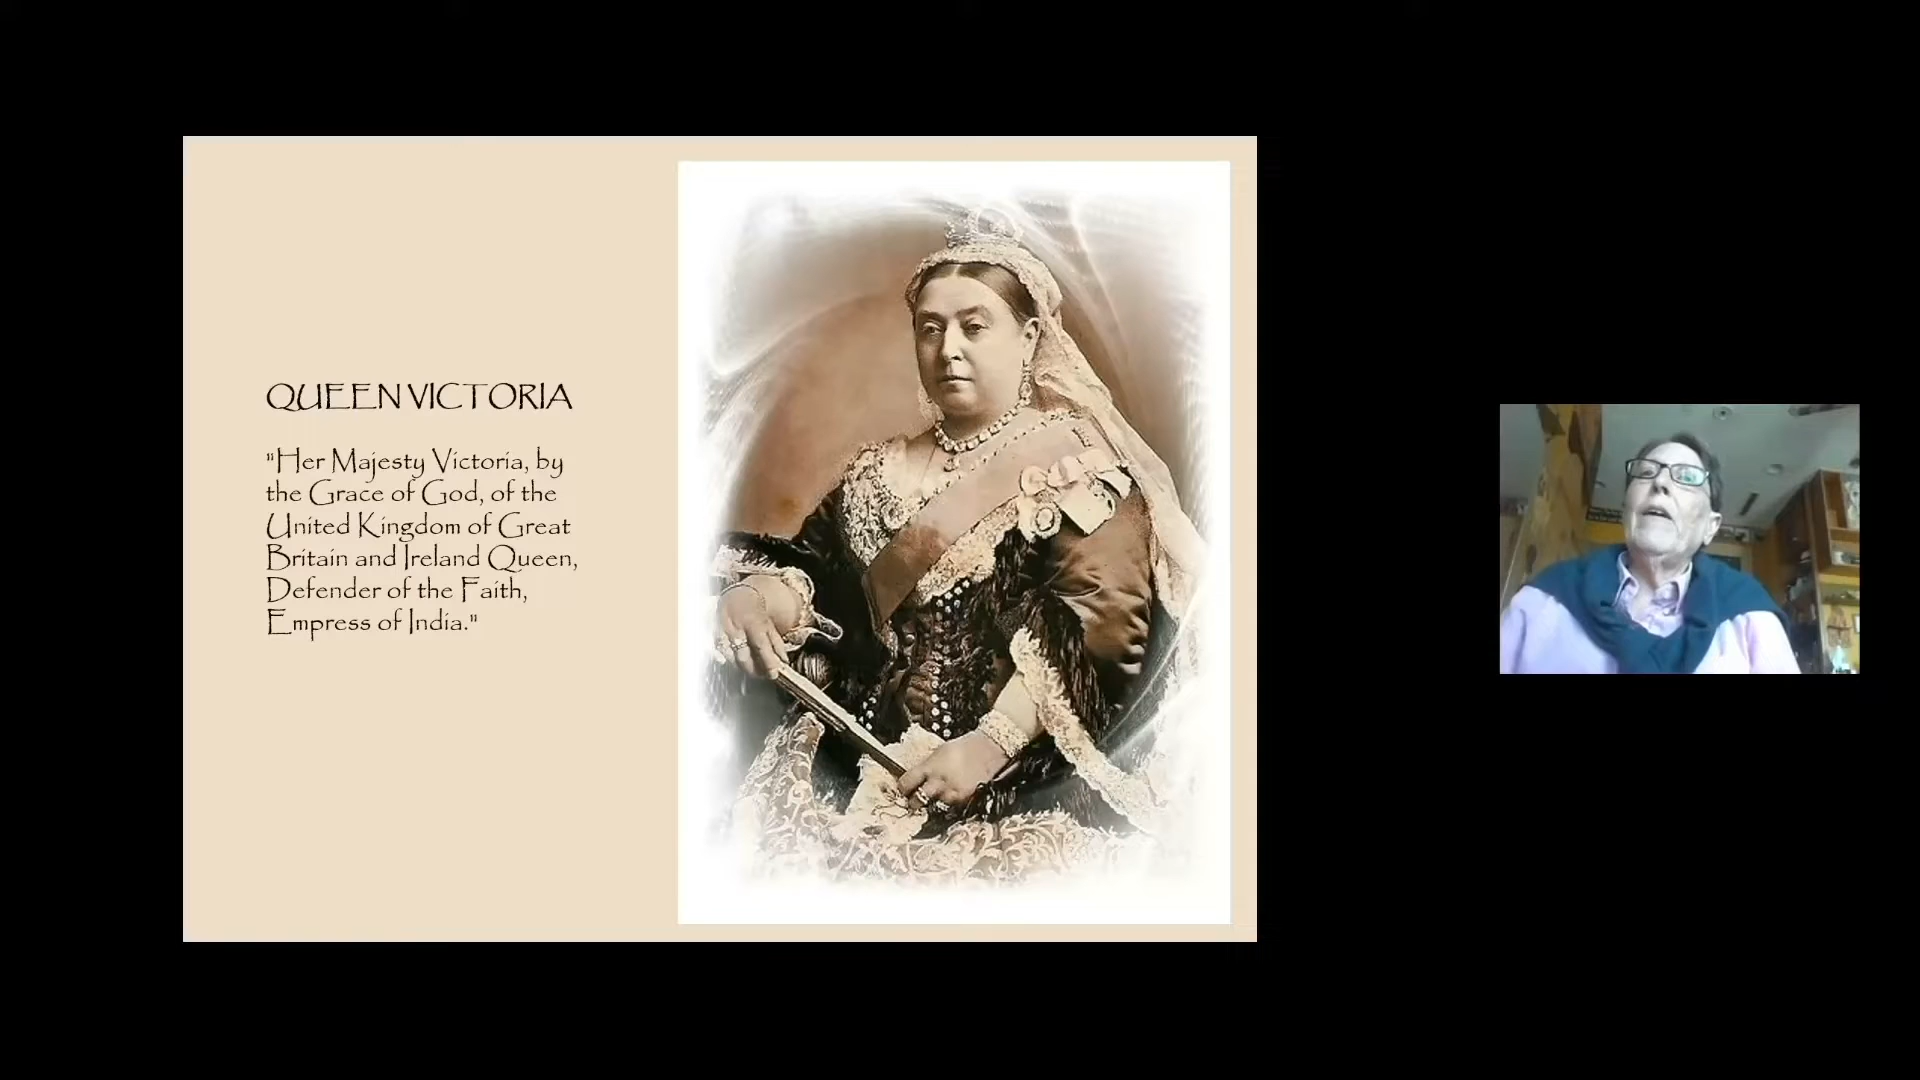 QUEEN VICTORIA
"Her Majesty Victoria, by
the Grace of God, of the
United Kingdom of Great
Britain and Ireland Queen,
Defender of the Faith,
Empress of India."